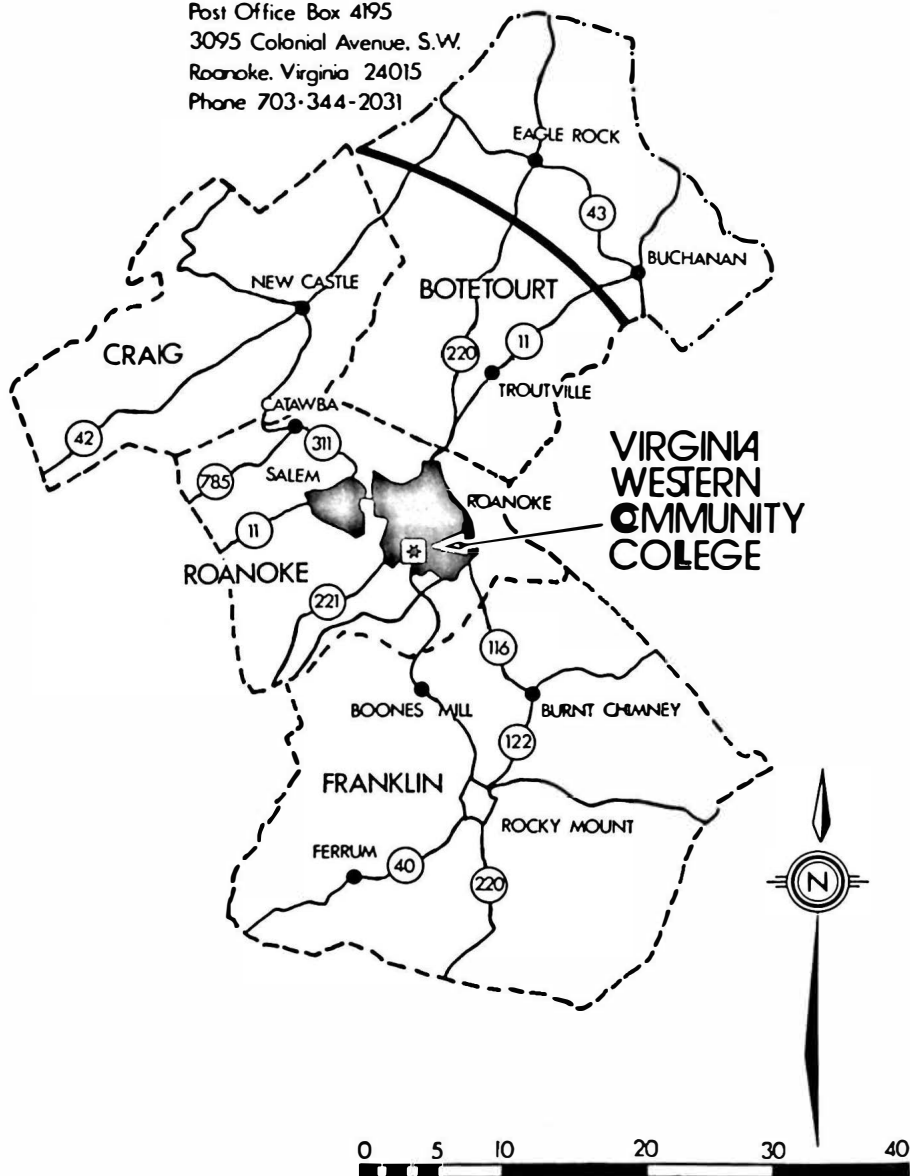 Post Office Box 4195
3095 Colonial Avenue, S.W.
Roanoke, Virginia 24015
Phone 703·344-2031
EAGLE ROCK
43
BUCHANAN
NEW CASTLE
BOTETOURT
CRAIG
220
11
TROUTVILLE
CATAWBA
42
311
785
SALEM
VIRGINIA
WESTERN
COMMUNITY
COLLEGE
ROANOKE
11
ROANOKE
221
116
BOONES MILL
BURNT CHIMNEY
122
FRANKLIN
ROCKY MOUNT
FERRUM
40
220
N
0 5 10 20 30 40